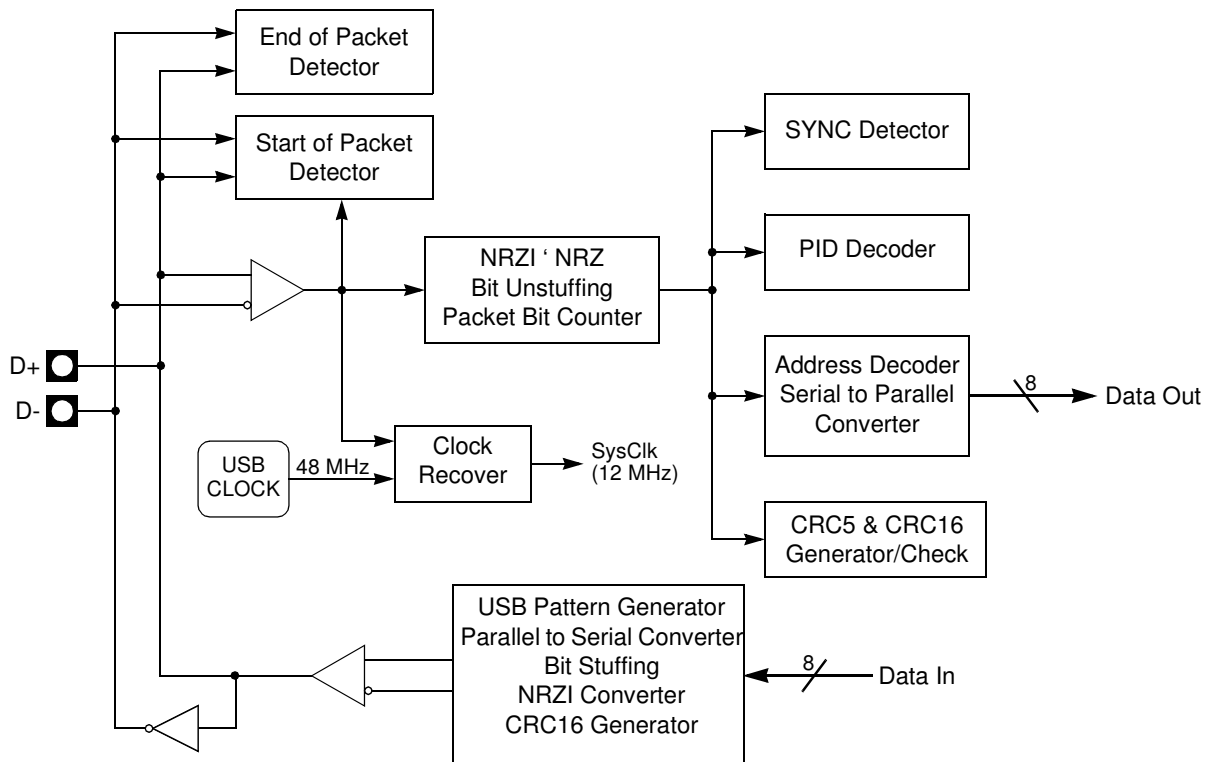 End of Packet
Detector
Start of Packet
Detector
SYNC Detector
PID Decoder
NRZI ‘ NRZ
Bit Unstuffing
Packet Bit Counter
D+
D-
Address Decoder
Serial to Parallel
Converter
8
Data Out
USB
CLOCK
48 MHz
Clock
Recover
SysClk
(12 MHz)
CRC5 & CRC16
Generator/Check
USB Pattern Generator
Parallel to Serial Converter
Bit Stuffing
NRZI Converter
CRC16 Generator
8
Data In